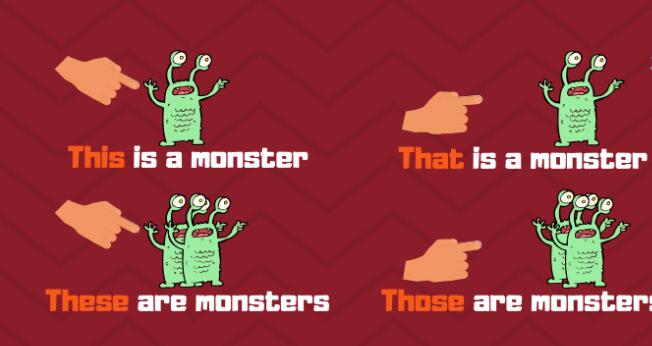 This is a monster
That is a monster
These are monsters
Those are monsters